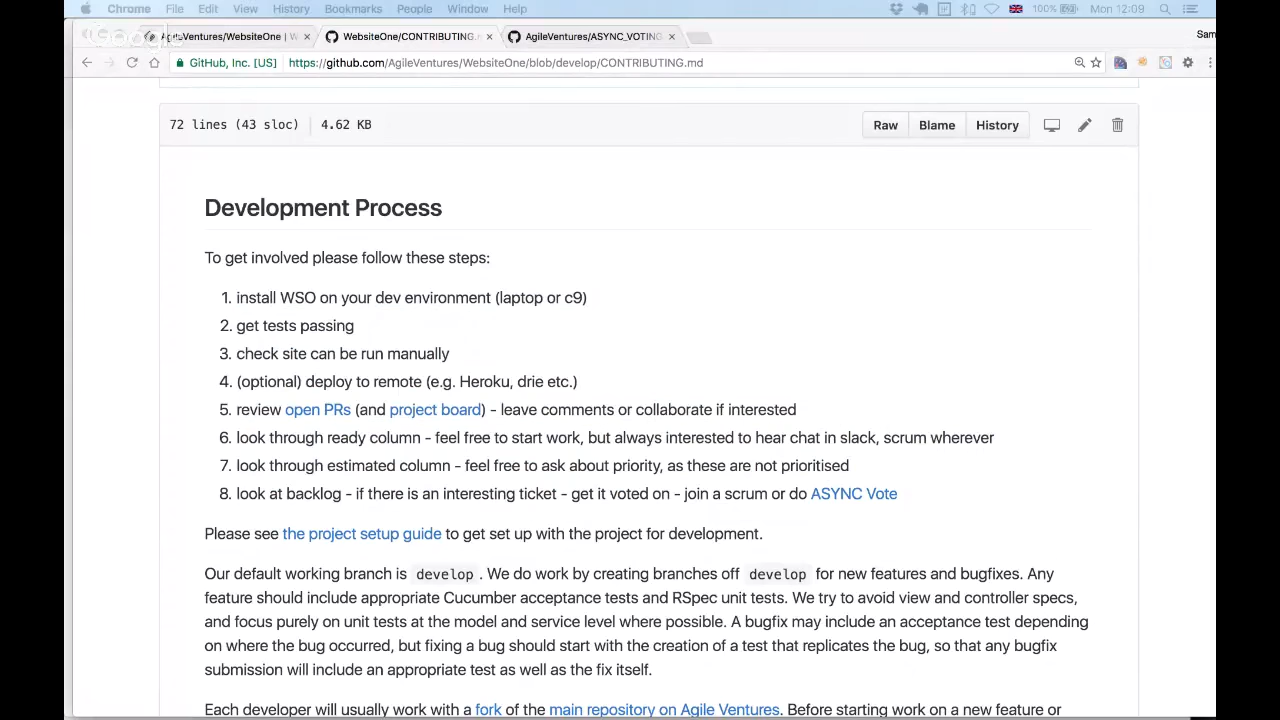 Chrome File Edit View History Bookmarks People Window Help 100% Mon 12:09
AgileVentures/WebsiteOne | W × WebsiteOne/CONTRIBUTING. × AgileVentures/ASYNC_VOTING × Sam
Google
GitHub, Inc. [US] https://github.com/AgileVentures/WebsiteOne/blob/develop/CONTRIBUTING.md
72 lines (43 sloc) 4.62 KB Raw Blame History
Development Process
To get involved please follow these steps:
1. install WSO on your dev environment (laptop or c9)
2. get tests passing
3. check site can be run manually
4. (optional) deploy to remote (e.g. Heroku, drie etc.)
5. review open PRs (and project board) - leave comments or collaborate if interested
6. look through ready column - feel free to start work, but always interested to hear chat in slack, scrum wherever
7. look through estimated column - feel free to ask about priority, as these are not prioritised
8. look at backlog - if there is an interesting ticket - get it voted on - join a scrum or do ASYNC Vote
Please see the project setup guide to get set up with the project for development.
Our default working branch is develop . We do work by creating branches off develop for new features and bugfixes. Any
feature should include appropriate Cucumber acceptance tests and RSpec unit tests. We try to avoid view and controller specs,
and focus purely on unit tests at the model and service level where possible. A bugfix may include an acceptance test depending
on where the bug occurred, but fixing a bug should start with the creation of a test that replicates the bug, so that any bugfix
submission will include an appropriate test as well as the fix itself.
Each developer will usually work with a fork of the main repository on Agile Ventures. Before starting work on a new feature or